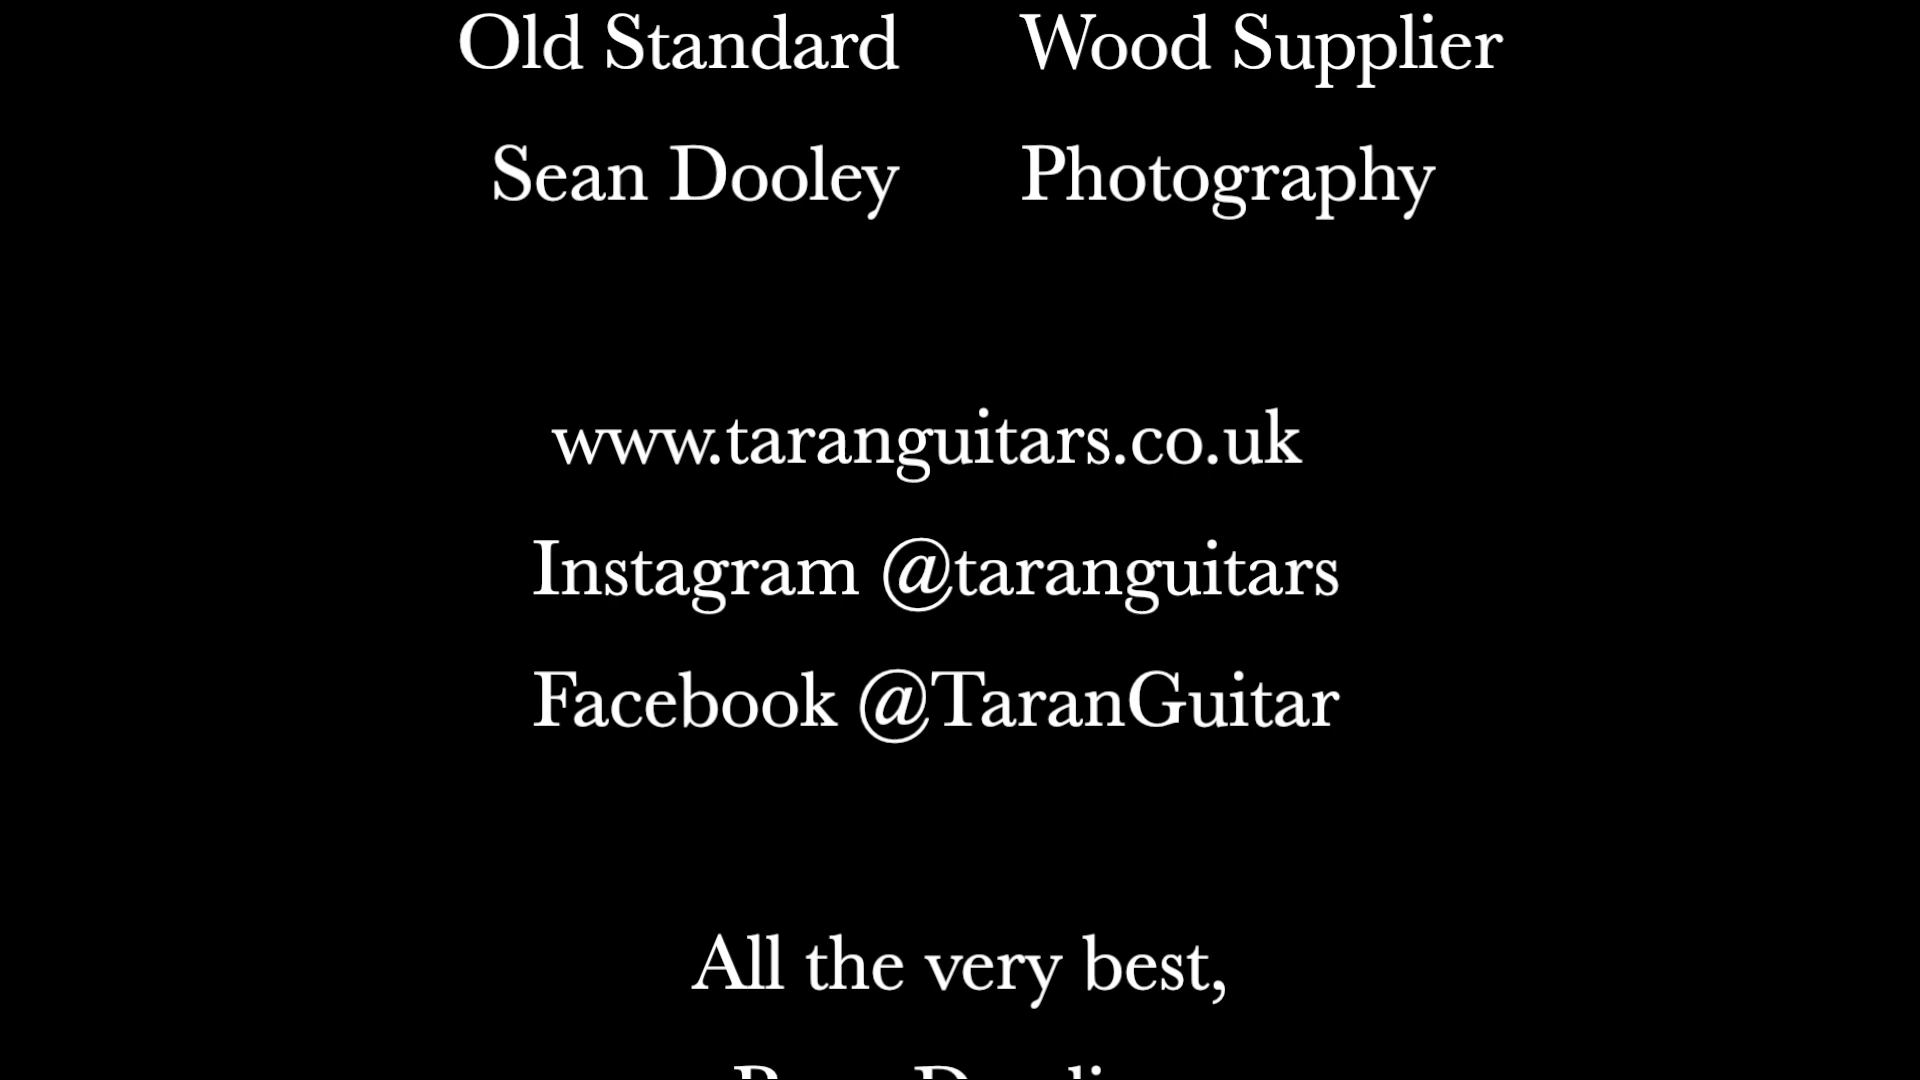 Old Standard Wood Supplier
Sean Dooley Photography
www.taranguitars.co.uk
Instagram @taranguitars
Facebook @TaranGuitar
All the very best,